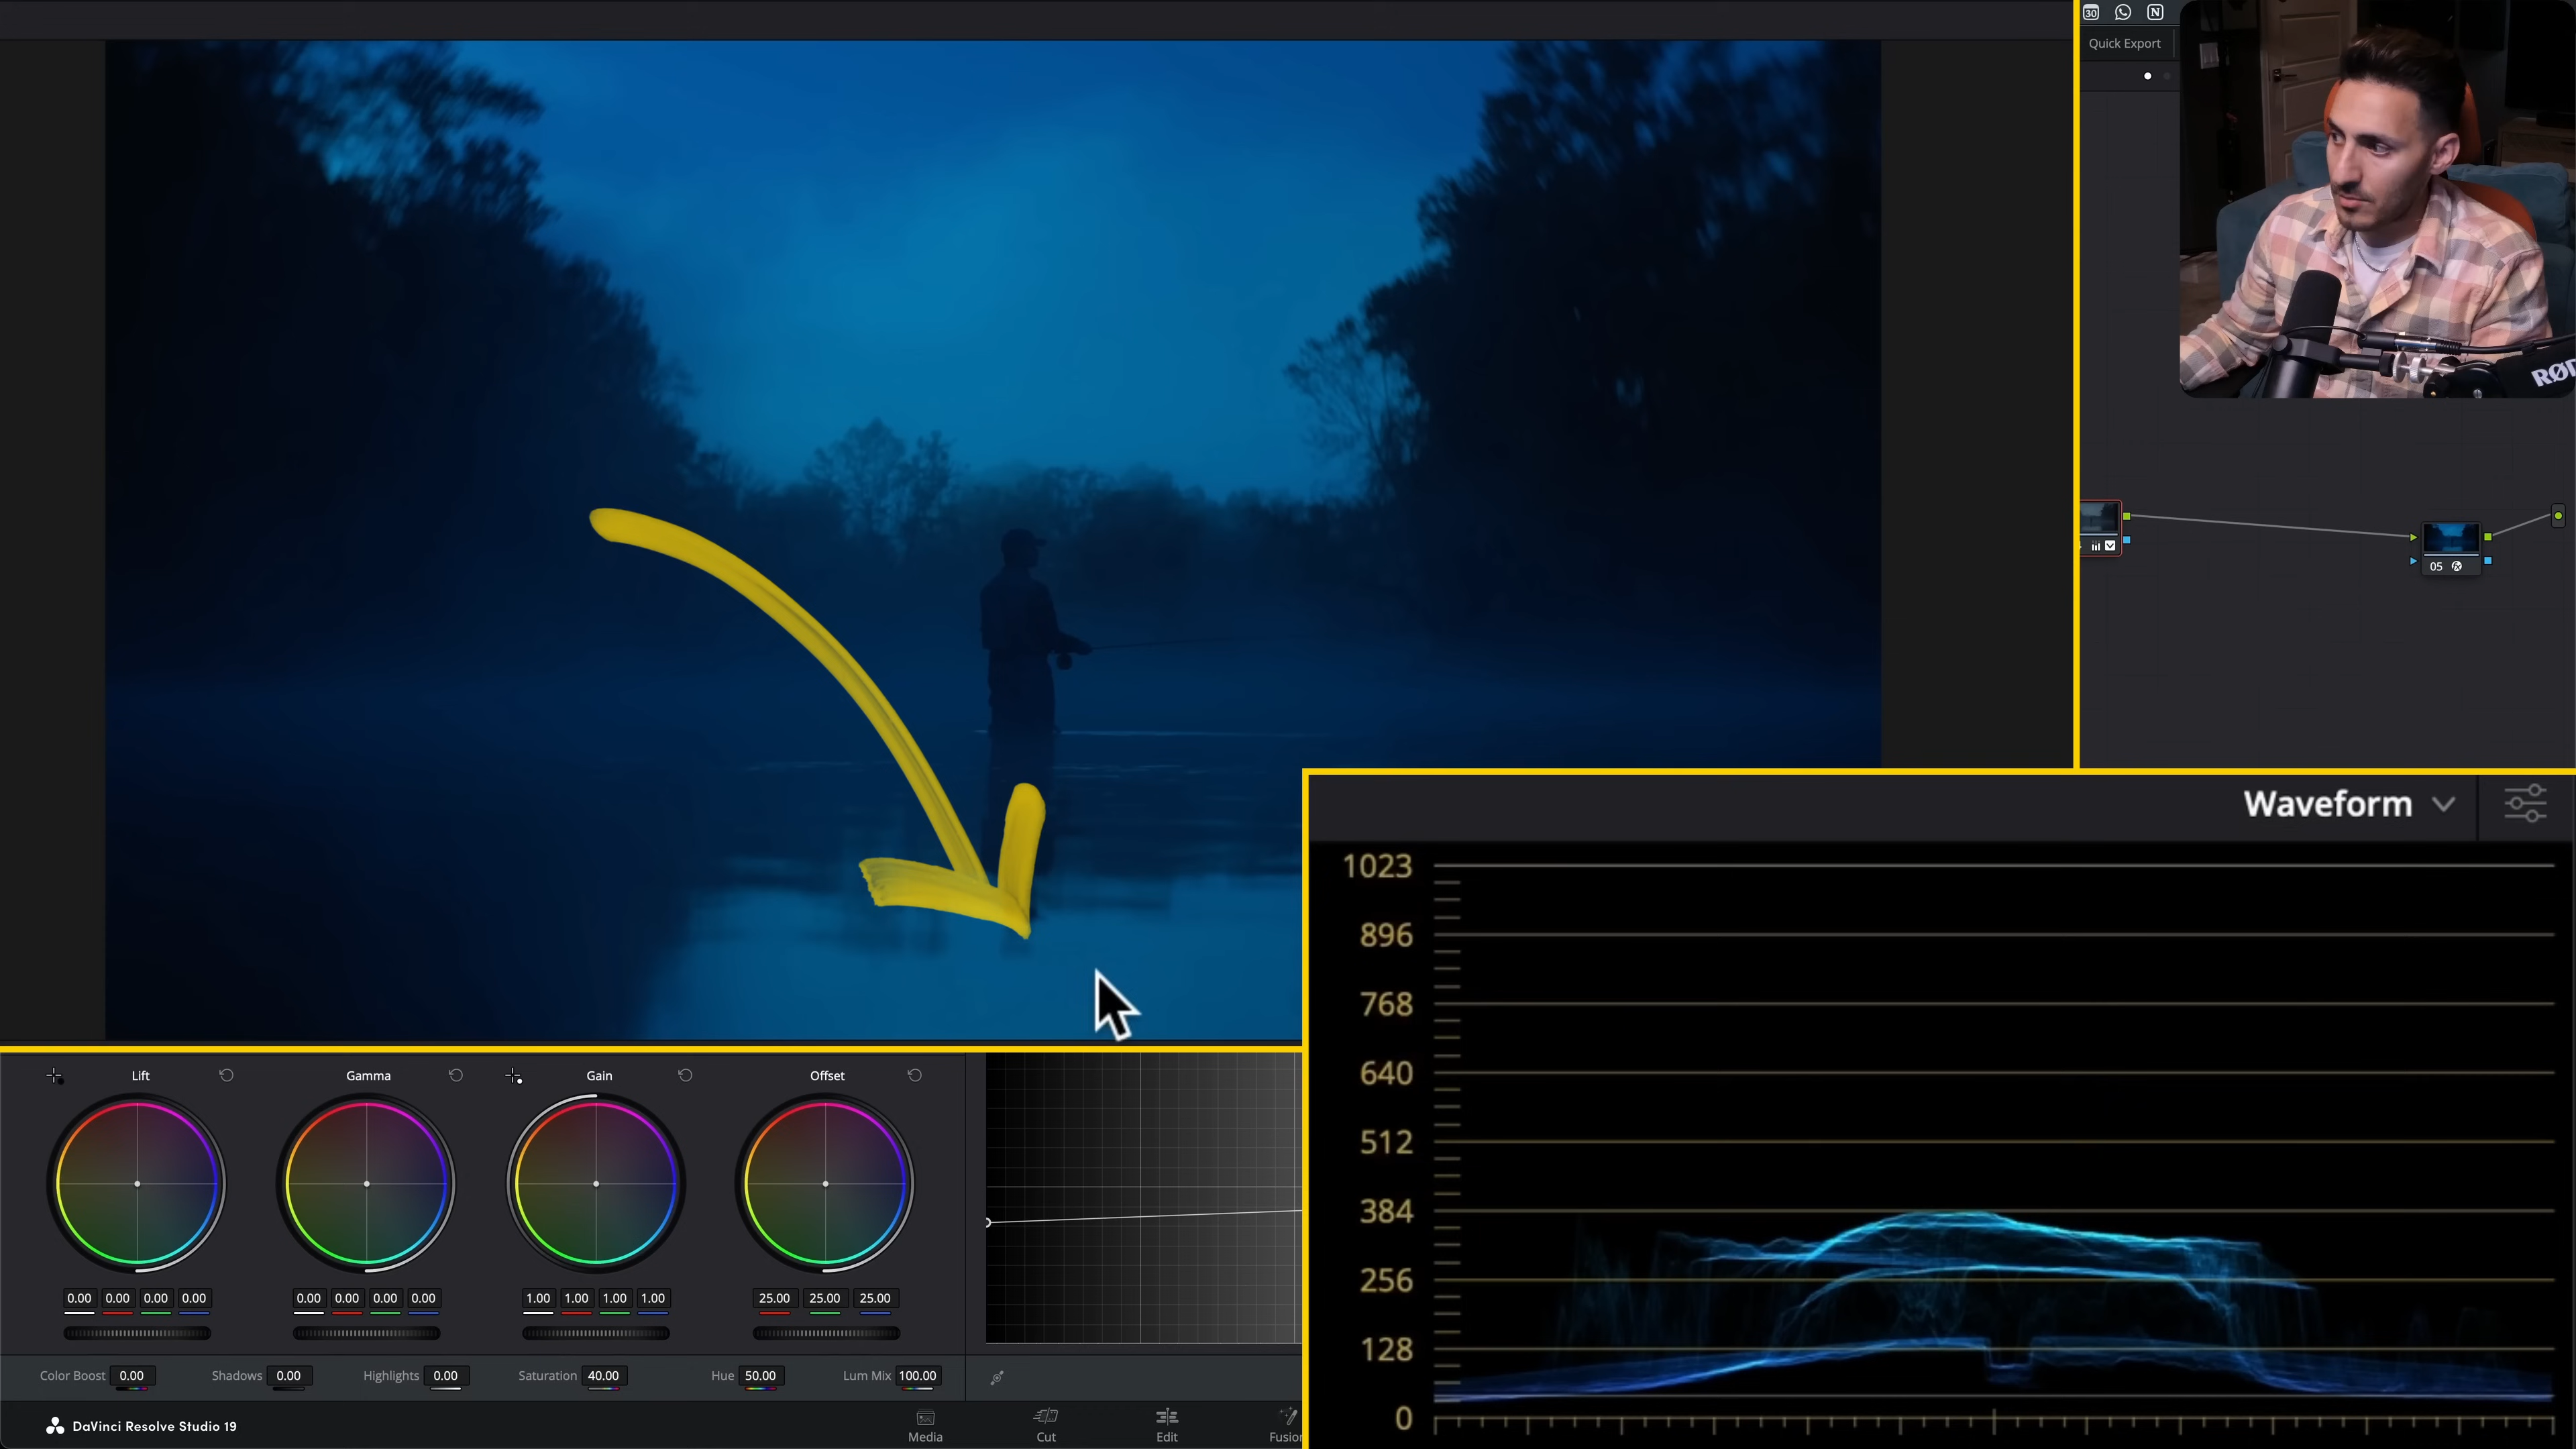 30
N
Quick Export
RØD
05
Waveform
1023
896
768
640
512
384
256
128
0
Lift
Gamma
Gain
Offset
0.00 0.00 0.00 0.00
0.00 0.00 0.00 0.00
1.00 1.00 1.00 1.00
25.00 25.00 25.00
Color Boost 0.00
Shadows 0.00
Highlights 0.00
Saturation 40.00
Hue 50.00
Lum Mix 100.00
DaVinci Resolve Studio 19
Media
Cut
Edit
Fusion